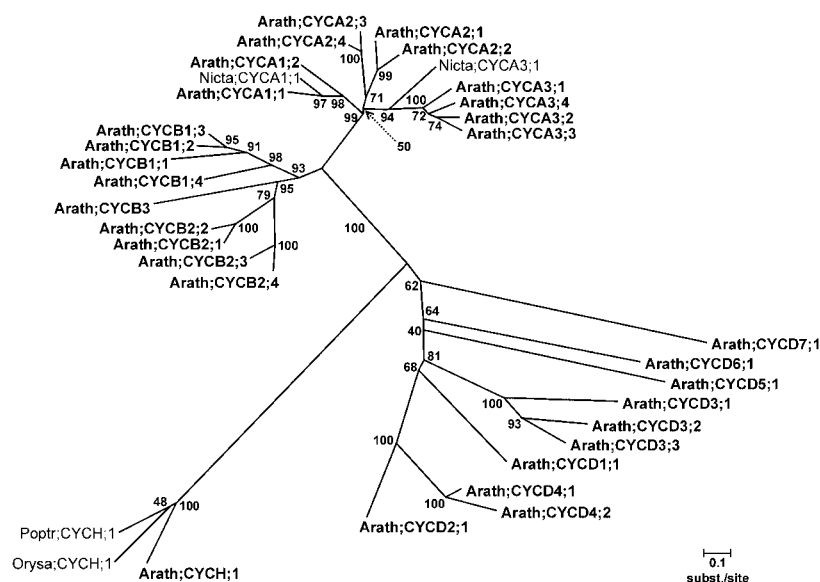 Arath;CYCA2;3
Arath;CYCA2;1
Arath;CYCA2;4
Arath;CYCA2;2
100
Arath;CYCA1;2
Nicta;CYCA3;1
99
Nicta;CYCA1;1
Arath;CYCA3;1
Arath;CYCA1;1
71
100
Arath;CYCA3;4
97 98
99
94
72
Arath;CYCA3;2
74
Arath;CYCA3;3
Arath;CYCB1;3
95
Arath;CYCB1;2
91
50
Arath;CYCB1;1
98
93
Arath;CYCB1;4
95
79
Arath;CYCB3
Arath;CYCB2;2
100
100
Arath;CYCB2;1
100
Arath;CYCB2;3
Arath;CYCB2;4
62
64
40
Arath;CYCD7;1
81
Arath;CYCD6;1
68
Arath;CYCD5;1
100
Arath;CYCD3;1
93
Arath;CYCD3;2
100
Arath;CYCD3;3
Arath;CYCD1;1
Arath;CYCD4;1
48
100
100
Arath;CYCD4;2
Arath;CYCD2;1
Poptr;CYCH;1
Orysa;CYCH;1
Arath;CYCH;1
0.1
subst./site